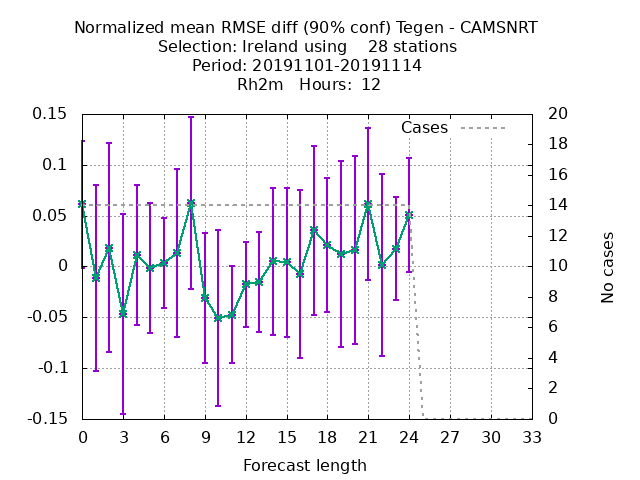 Normalized mean RMSE diff (90% conf) Tegen - CAMSNRT
Selection: Ireland using    28 stations
Period: 20191101-20191114
Rh2m   Hours:  12
Cases
0.15
0.1
0.05
0
-0.05
-0.1
-0.15
20
18
16
14
12
10
8
6
4
2
0
No cases
0 3 6 9 12 15 18 21 24 27 30 33
Forecast length